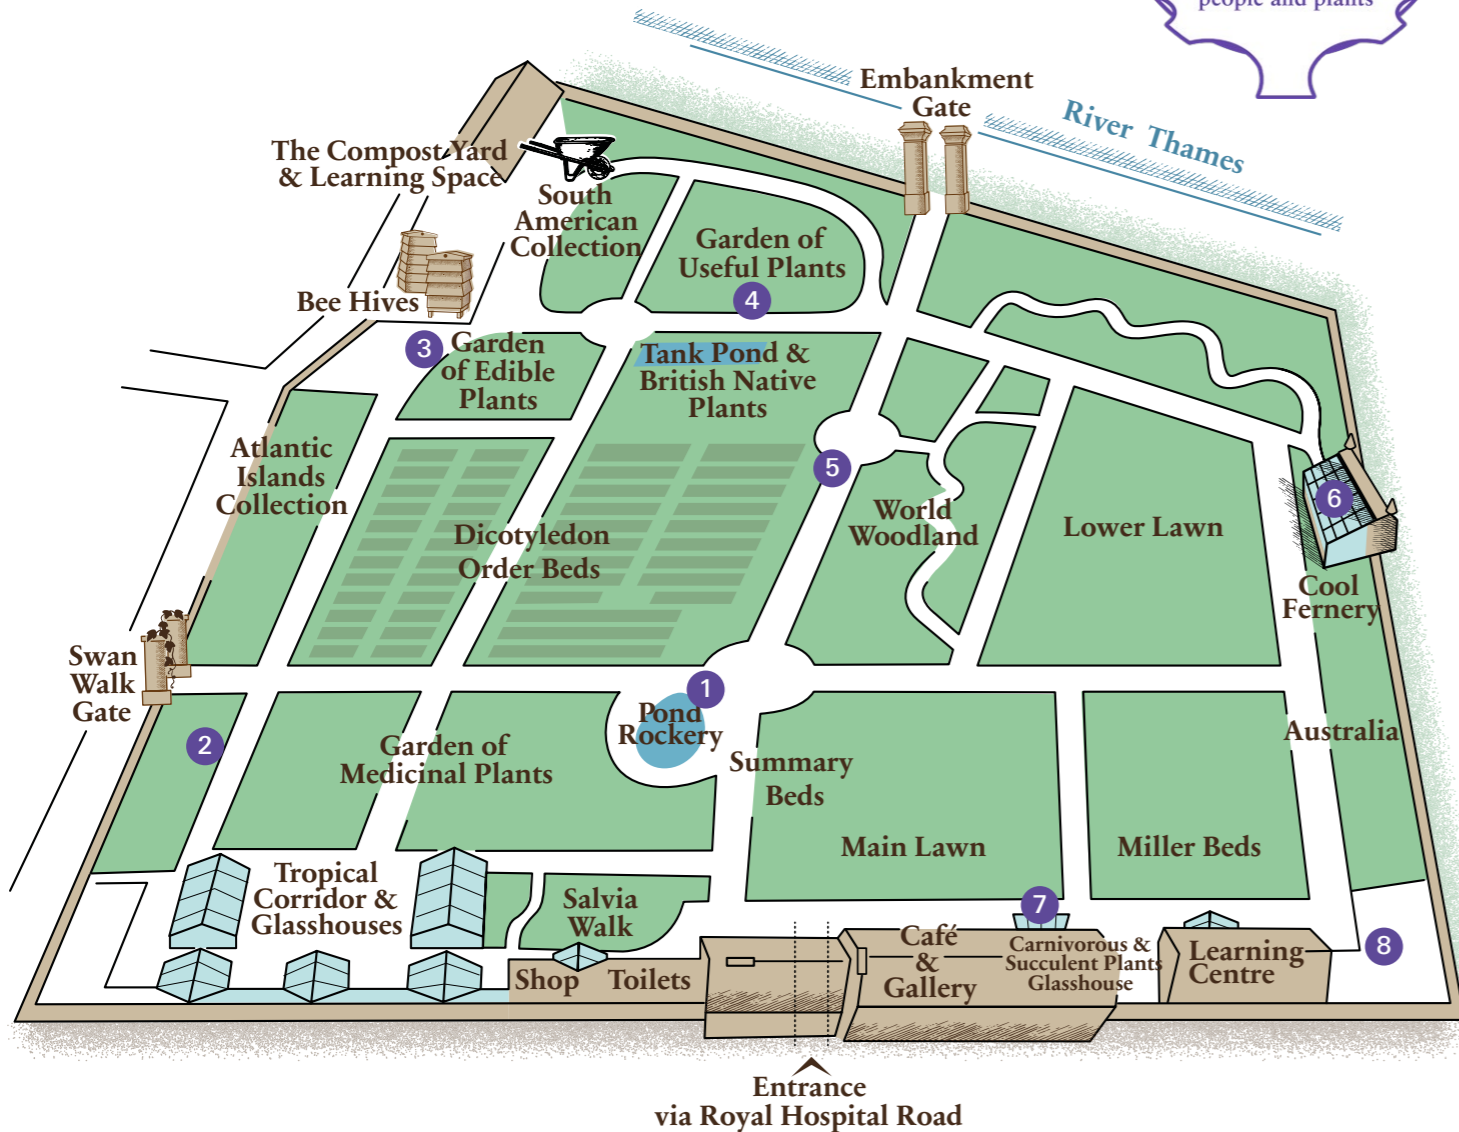 people and plants
Embankment
Gate
River Thames
The Compost Yard
& Learning Space
South
American
Collection
Garden of
Useful Plants
4
Bee Hives
3
Garden
of Edible
Plants
Tank Pond &
British Native
Plants
Atlantic
Islands
Collection
5
6
World
Woodland
Lower Lawn
Dicotyledon
Order Beds
Cool
Fernery
Swan
Walk
Gate
1
Pond
Rockery
2
Garden of
Medicinal Plants
Summary
Beds
Australia
Main Lawn
Miller Beds
Tropical
Corridor &
Glasshouses
Salvia
Walk
7
8
Shop
Toilets
Café
&
Gallery
Carnivorous &
Succulent Plants
Glasshouse
Learning
Centre
Entrance
via Royal Hospital Road